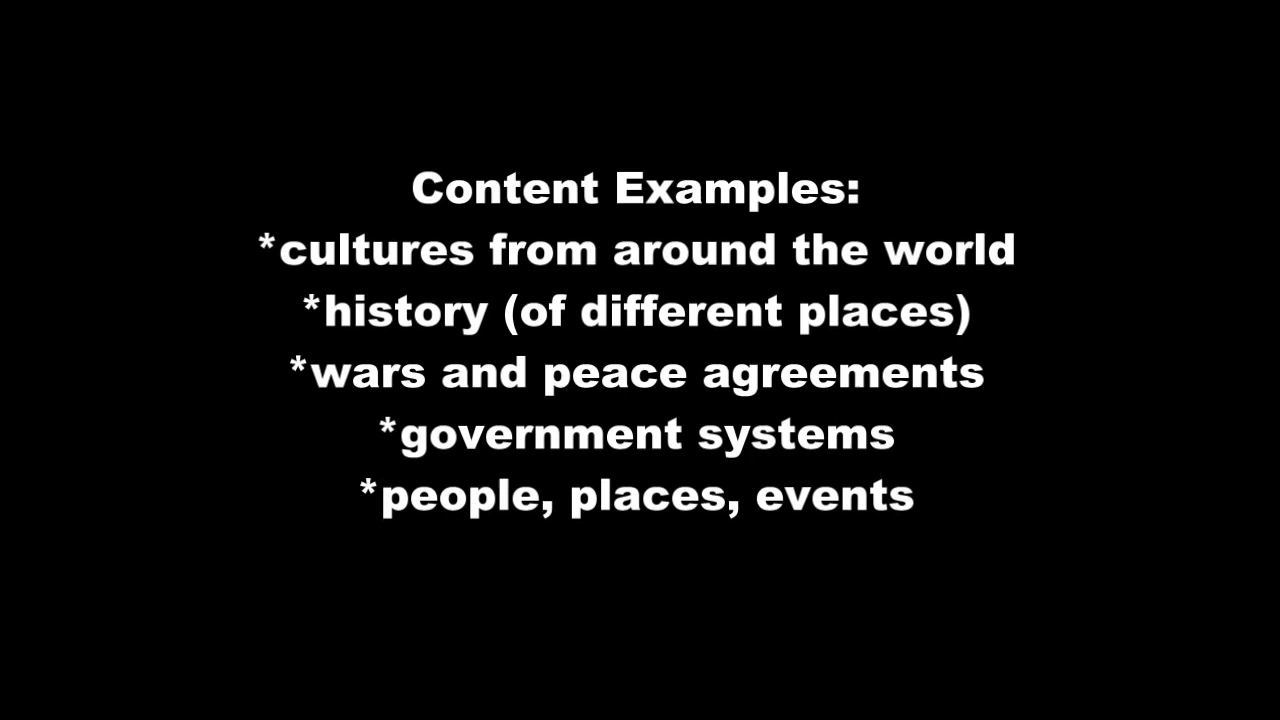 Content Examples:
*cultures from around the world
*history (of different places)
*wars and peace agreements
*government systems
*people, places, events